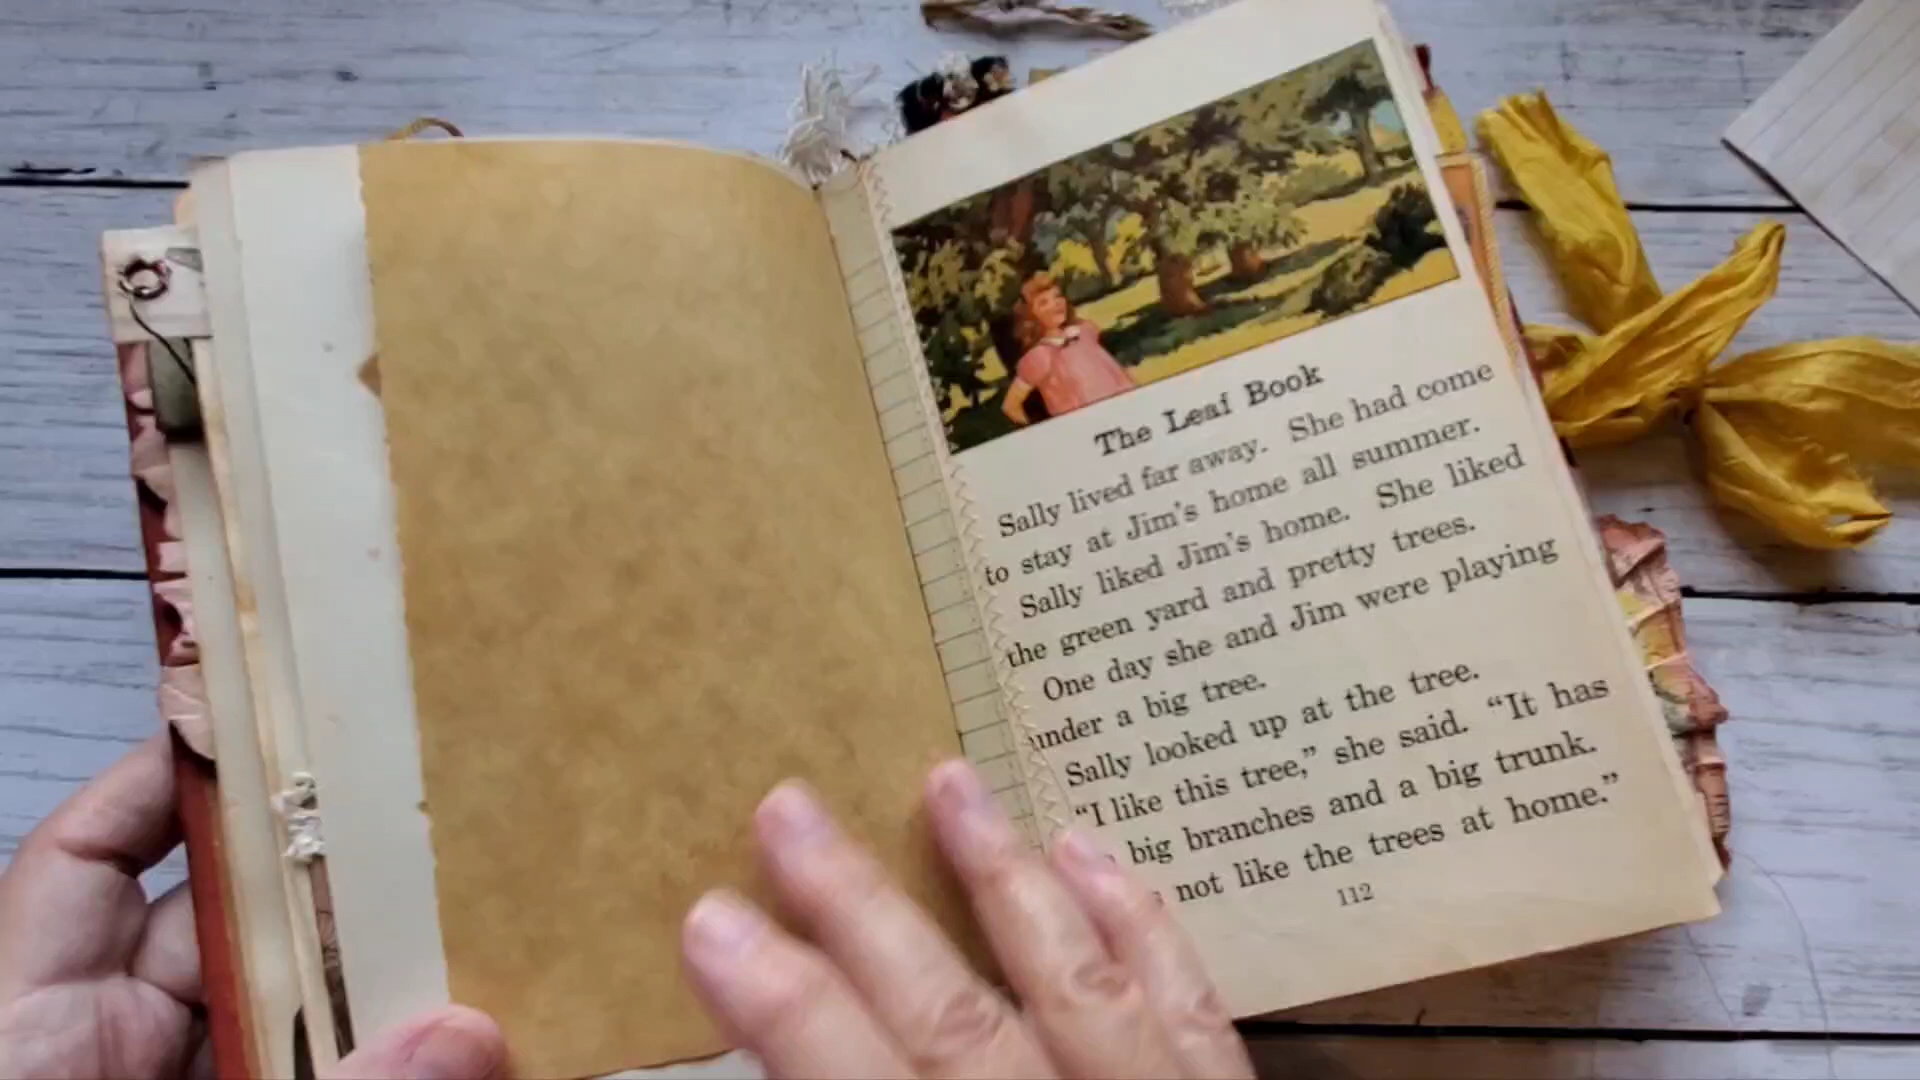 The Leaf Book
Sally lived far away. She had come
to stay at Jim's home all summer.
Sally liked Jim's home. She liked
the green yard and pretty trees.
One day she and Jim were playing
under a big tree.
Sally looked up at the tree.
“I like this tree,” she said. “It has
big branches and a big trunk.
not like the trees at home.”
112